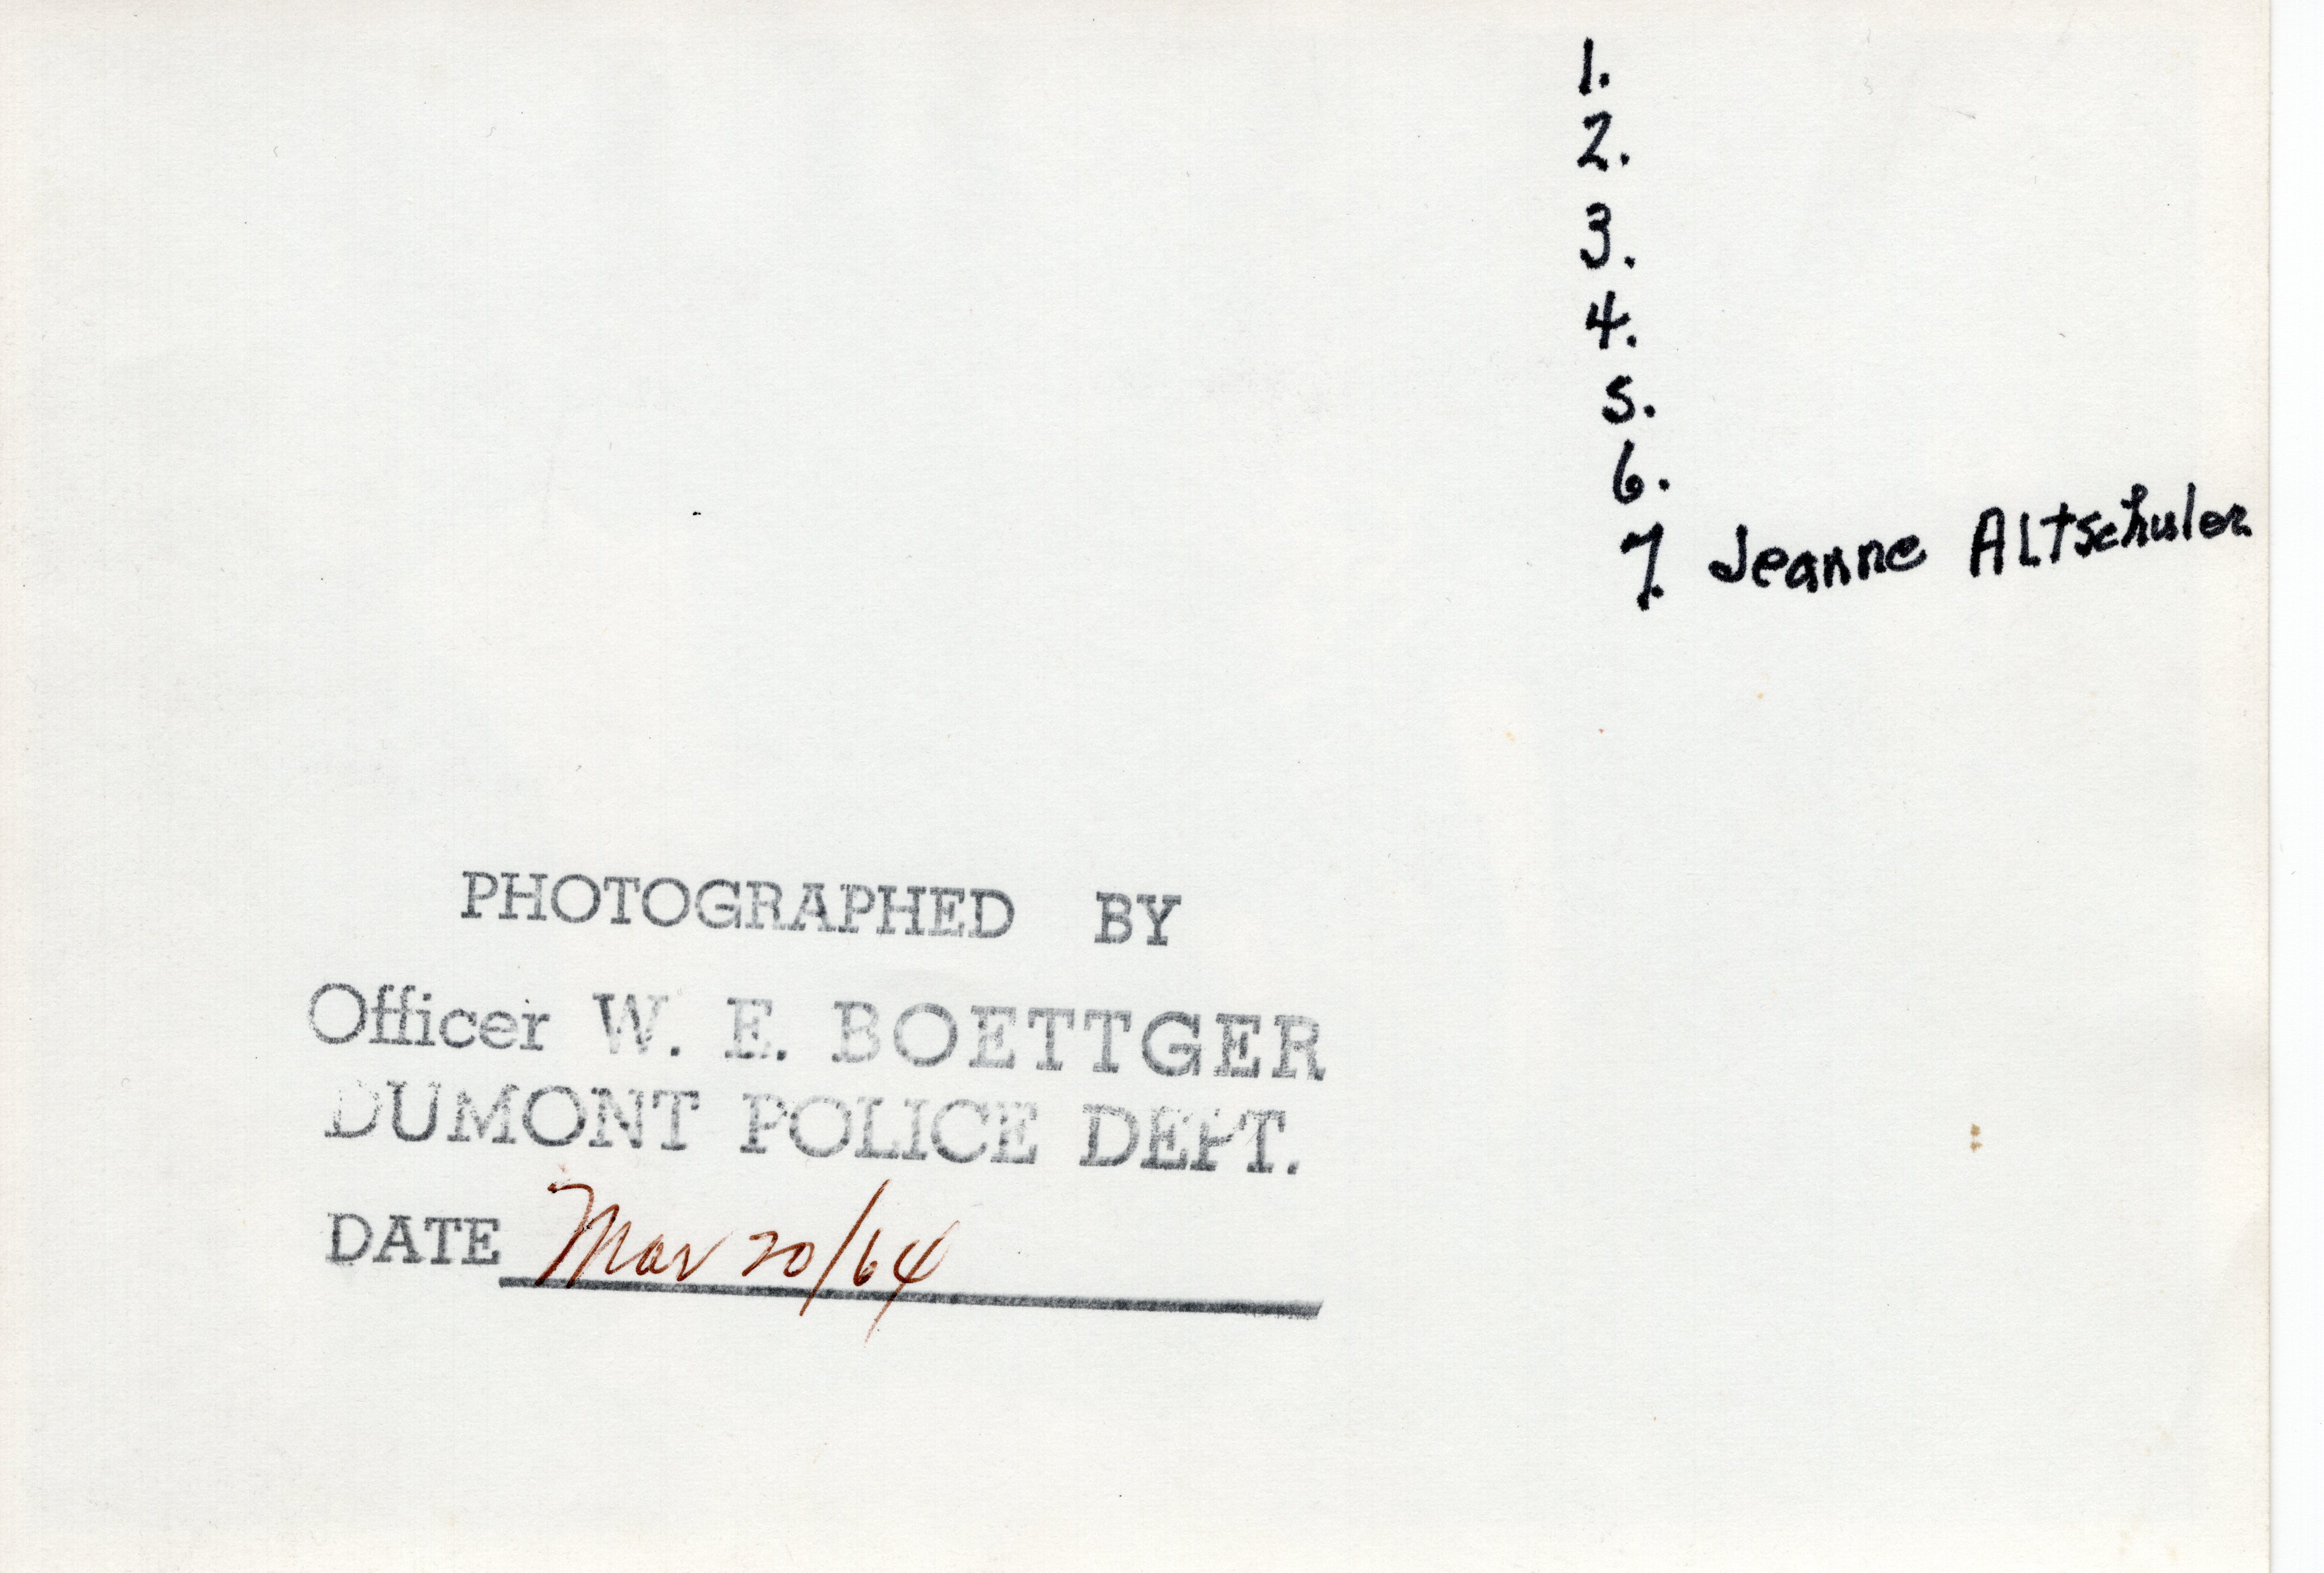 1.
2.
3.
4.
5.
6.
7. Jeanne Altschuler
PHOTOGRAPHED BY
Officer W. E. BOETTGER
DUMONT POLICE DEPT.
DATE Mar 20/64